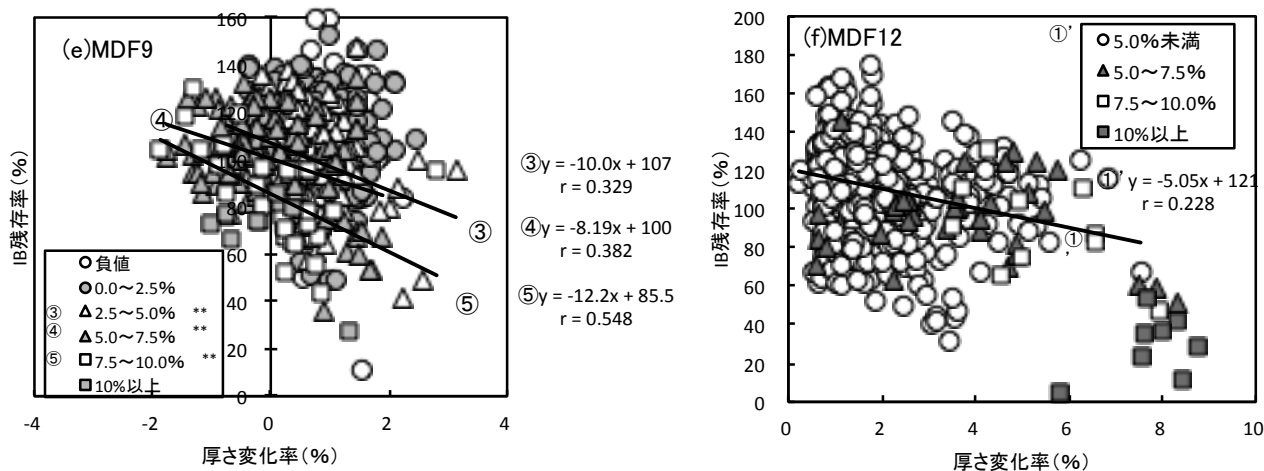 (e)MDF9
IB残存率(%)
160
140
120
100
80
60
40
20
0
-4
-2
0
2
4
厚さ変化率(%)
④
③
⑤
○負値
0.0～2.5%
③ 2.5～5.0% **
④ 5.0～7.5% **
⑤ 7.5～10.0% **
10%以上
③y = -10.0x + 107
r = 0.329
④y = -8.19x + 100
r = 0.382
⑤y = -12.2x + 85.5
r = 0.548
(f)MDF12
IB残存率(%)
200
180
160
140
120
100
80
60
40
20
0
0
2
4
6
8
10
厚さ変化率(%)
①'
5.0%未満
5.0～7.5%
7.5～10.0%
10%以上
①' y = -5.05x + 121
r = 0.228
①'